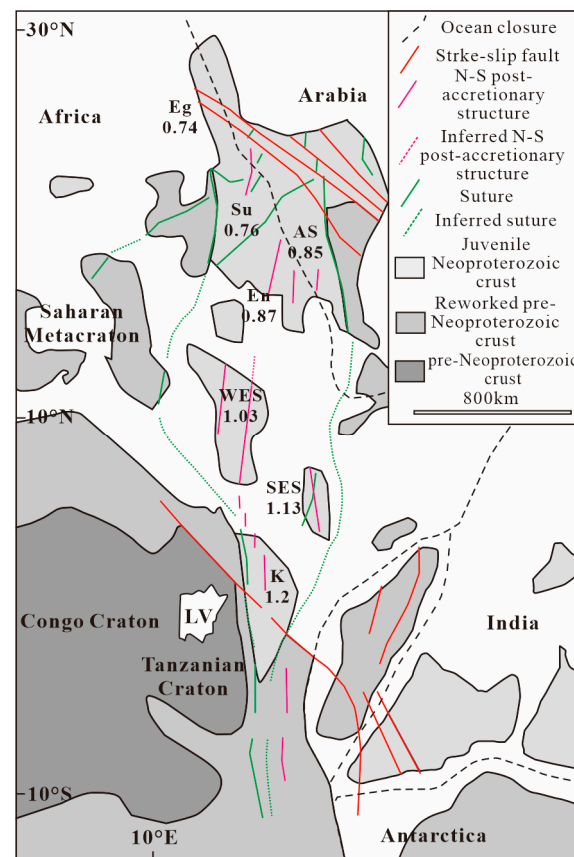 30°N
Africa
Arabia
Eg
0.74
Su
0.76
AS
0.85
En
0.87
Saharan
Metacraton
10°N
WES
1.03
SES
1.13
K
1.2
LV
Congo Craton
Tanzanian
Craton
India
10°S
10°E
Antarctica
Ocean closure
Strke-slip fault
N-S post-
accretionary
structure
Inferred N-S
post-accretionary
structure
Suture
Inferred suture
Juvenile
Neoproterozoic
crust
Reworked pre-
Neoproterozoic
crust
pre-Neoproterozoic
crust
800km